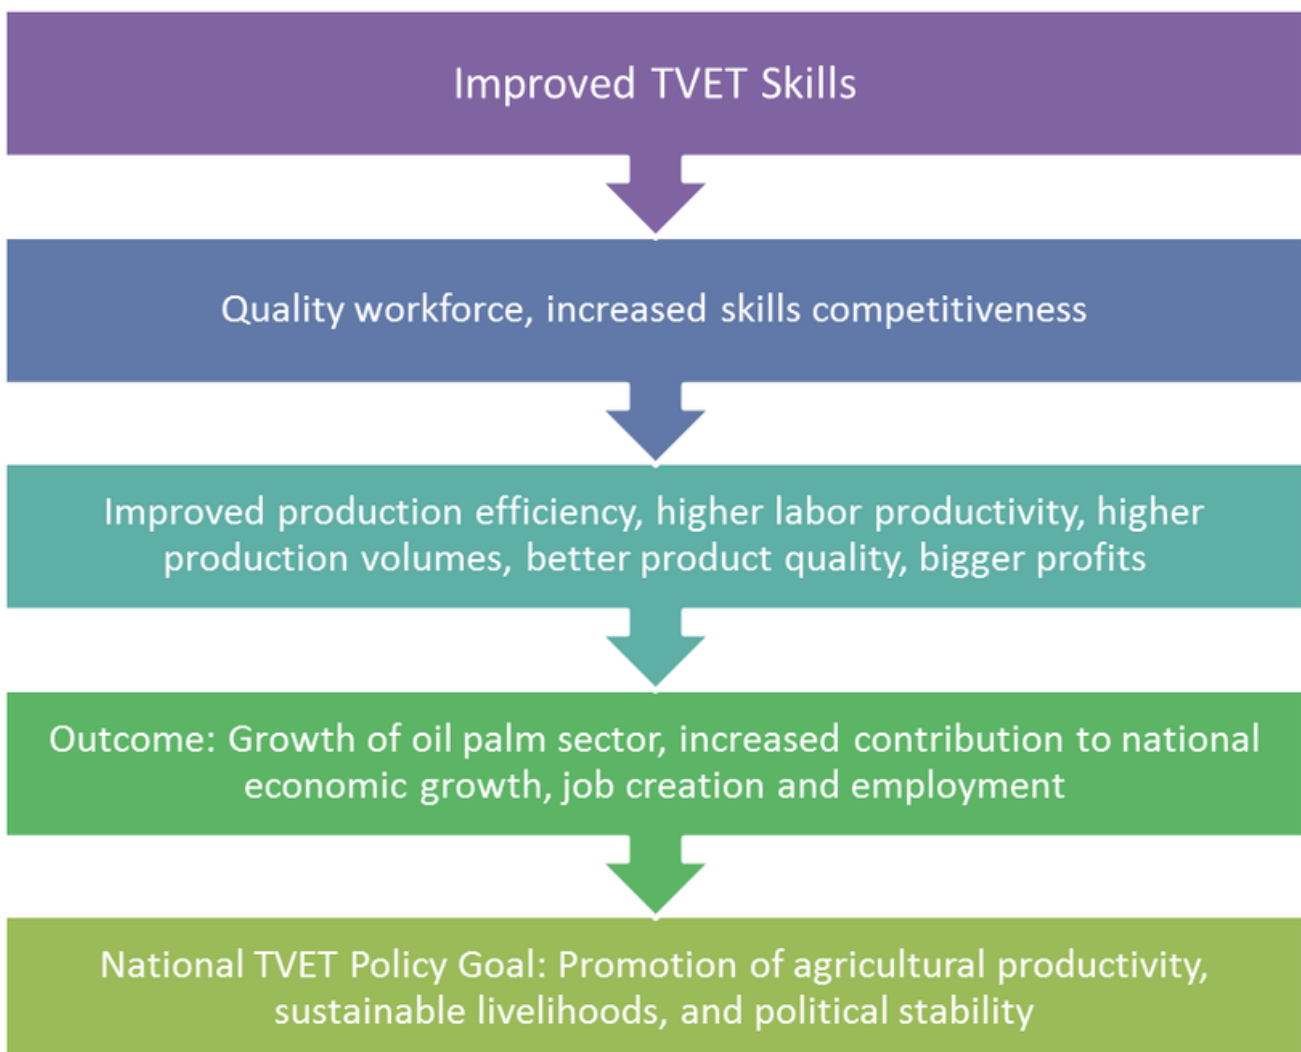 Improved TVET Skills
Quality workforce, increased skills competitiveness
Improved production efficiency, higher labor productivity, higher
production volumes, better product quality, bigger profits
Outcome: Growth of oil palm sector, increased contribution to national
economic growth, job creation and employment
National TVET Policy Goal: Promotion of agricultural productivity,
sustainable livelihoods, and political stability